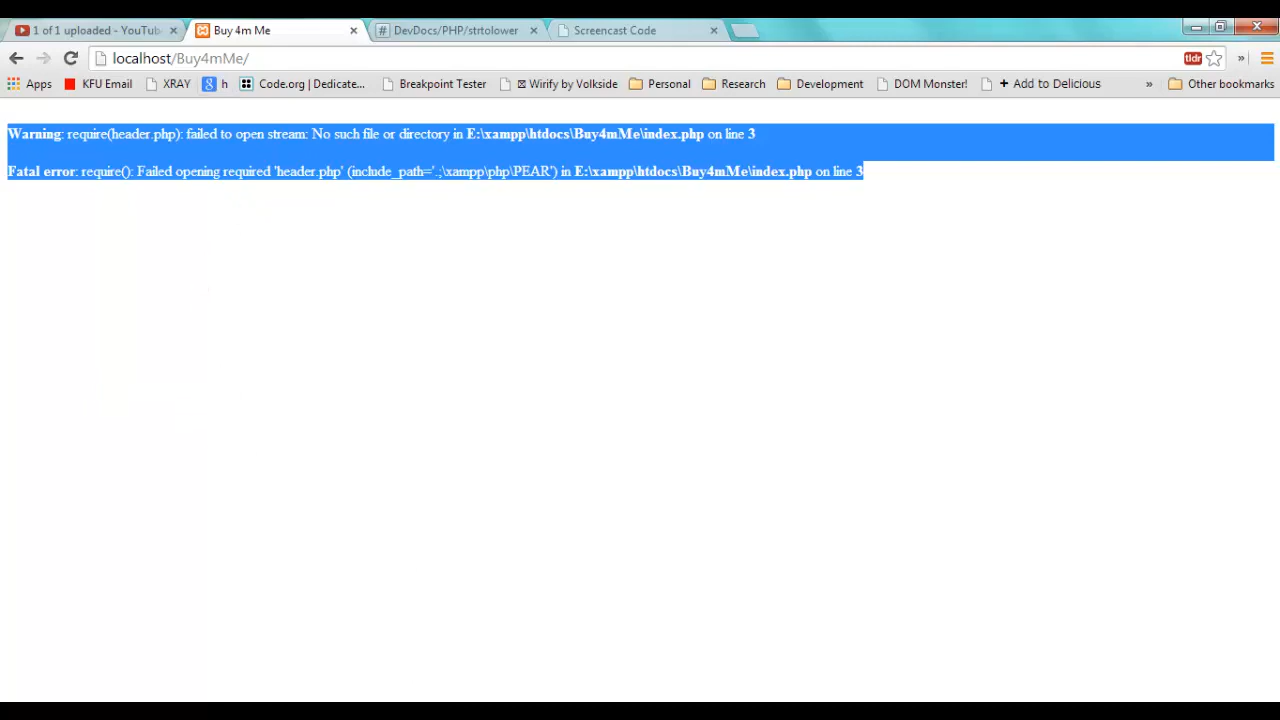 1 of 1 uploaded - YouTub
Buy 4m Me
DevDocs/PHP/strtolower
Screencast Code
localhost/Buy4mMe/
tldr
Apps
KFU Email
XRAY
h
Code.org | Dedicate...
Breakpoint Tester
Wirify by Volkside
Personal
Research
Development
DOM Monster!
+ Add to Delicious
»
Other bookmarks
Warning: require(header.php): failed to open stream: No such file or directory in E:\xampp\htdocs\Buy4mMe\index.php on line 3
Fatal error: require(): Failed opening required 'header.php' (include_path='.;\xampp\php\PEAR') in E:\xampp\htdocs\Buy4mMe\index.php on line 3